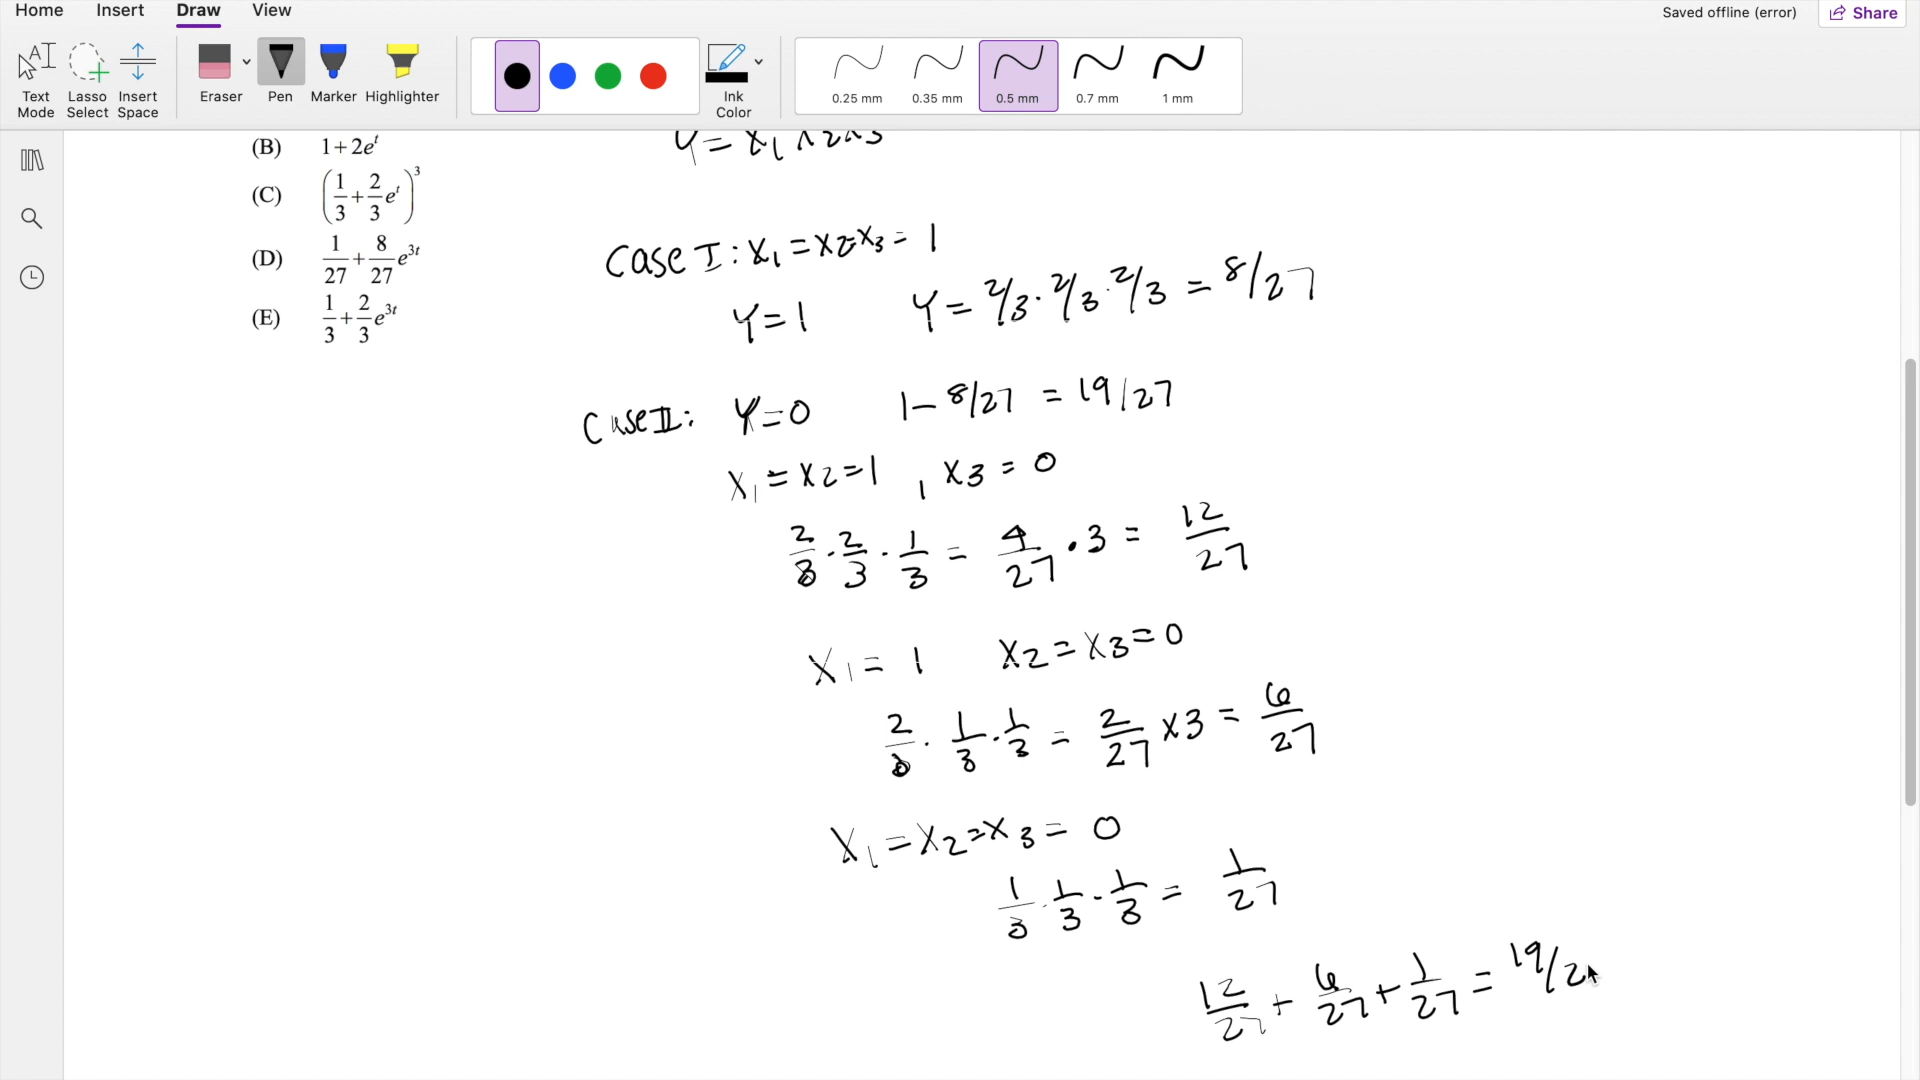 Home Insert Draw View
Saved offline (error) Share
Text Mode Lasso Select Insert Space Eraser Pen Marker Highlighter Ink Color 0.25 mm 0.35 mm 0.5 mm 0.7 mm 1 mm
Y = X1 X2X3
(B) 1+2e^t
(C) (1/3 + 2/3 e^t)^3
(D) 1/27 + 8/27 e^{3t}
(E) 1/3 + 2/3 e^{3t}
Case I: X1 = X2=X3 = 1
Y = 1 Y = 2/3 · 2/3 · 2/3 = 8/27
Case II: Y=0 1 - 8/27 = 19/27
X1 = X2 = 1 , X3 = 0
2/3 · 2/3 · 1/3 = 4/27 · 3 = 12/27
X1 = 1 X2 = X3 = 0
2/3 · 1/3 · 1/3 = 2/27 x3 = 6/27
X1 = X2 = X3 = 0
1/3 · 1/3 · 1/3 = 1/27
12/27 + 6/27 + 1/27 = 19/2